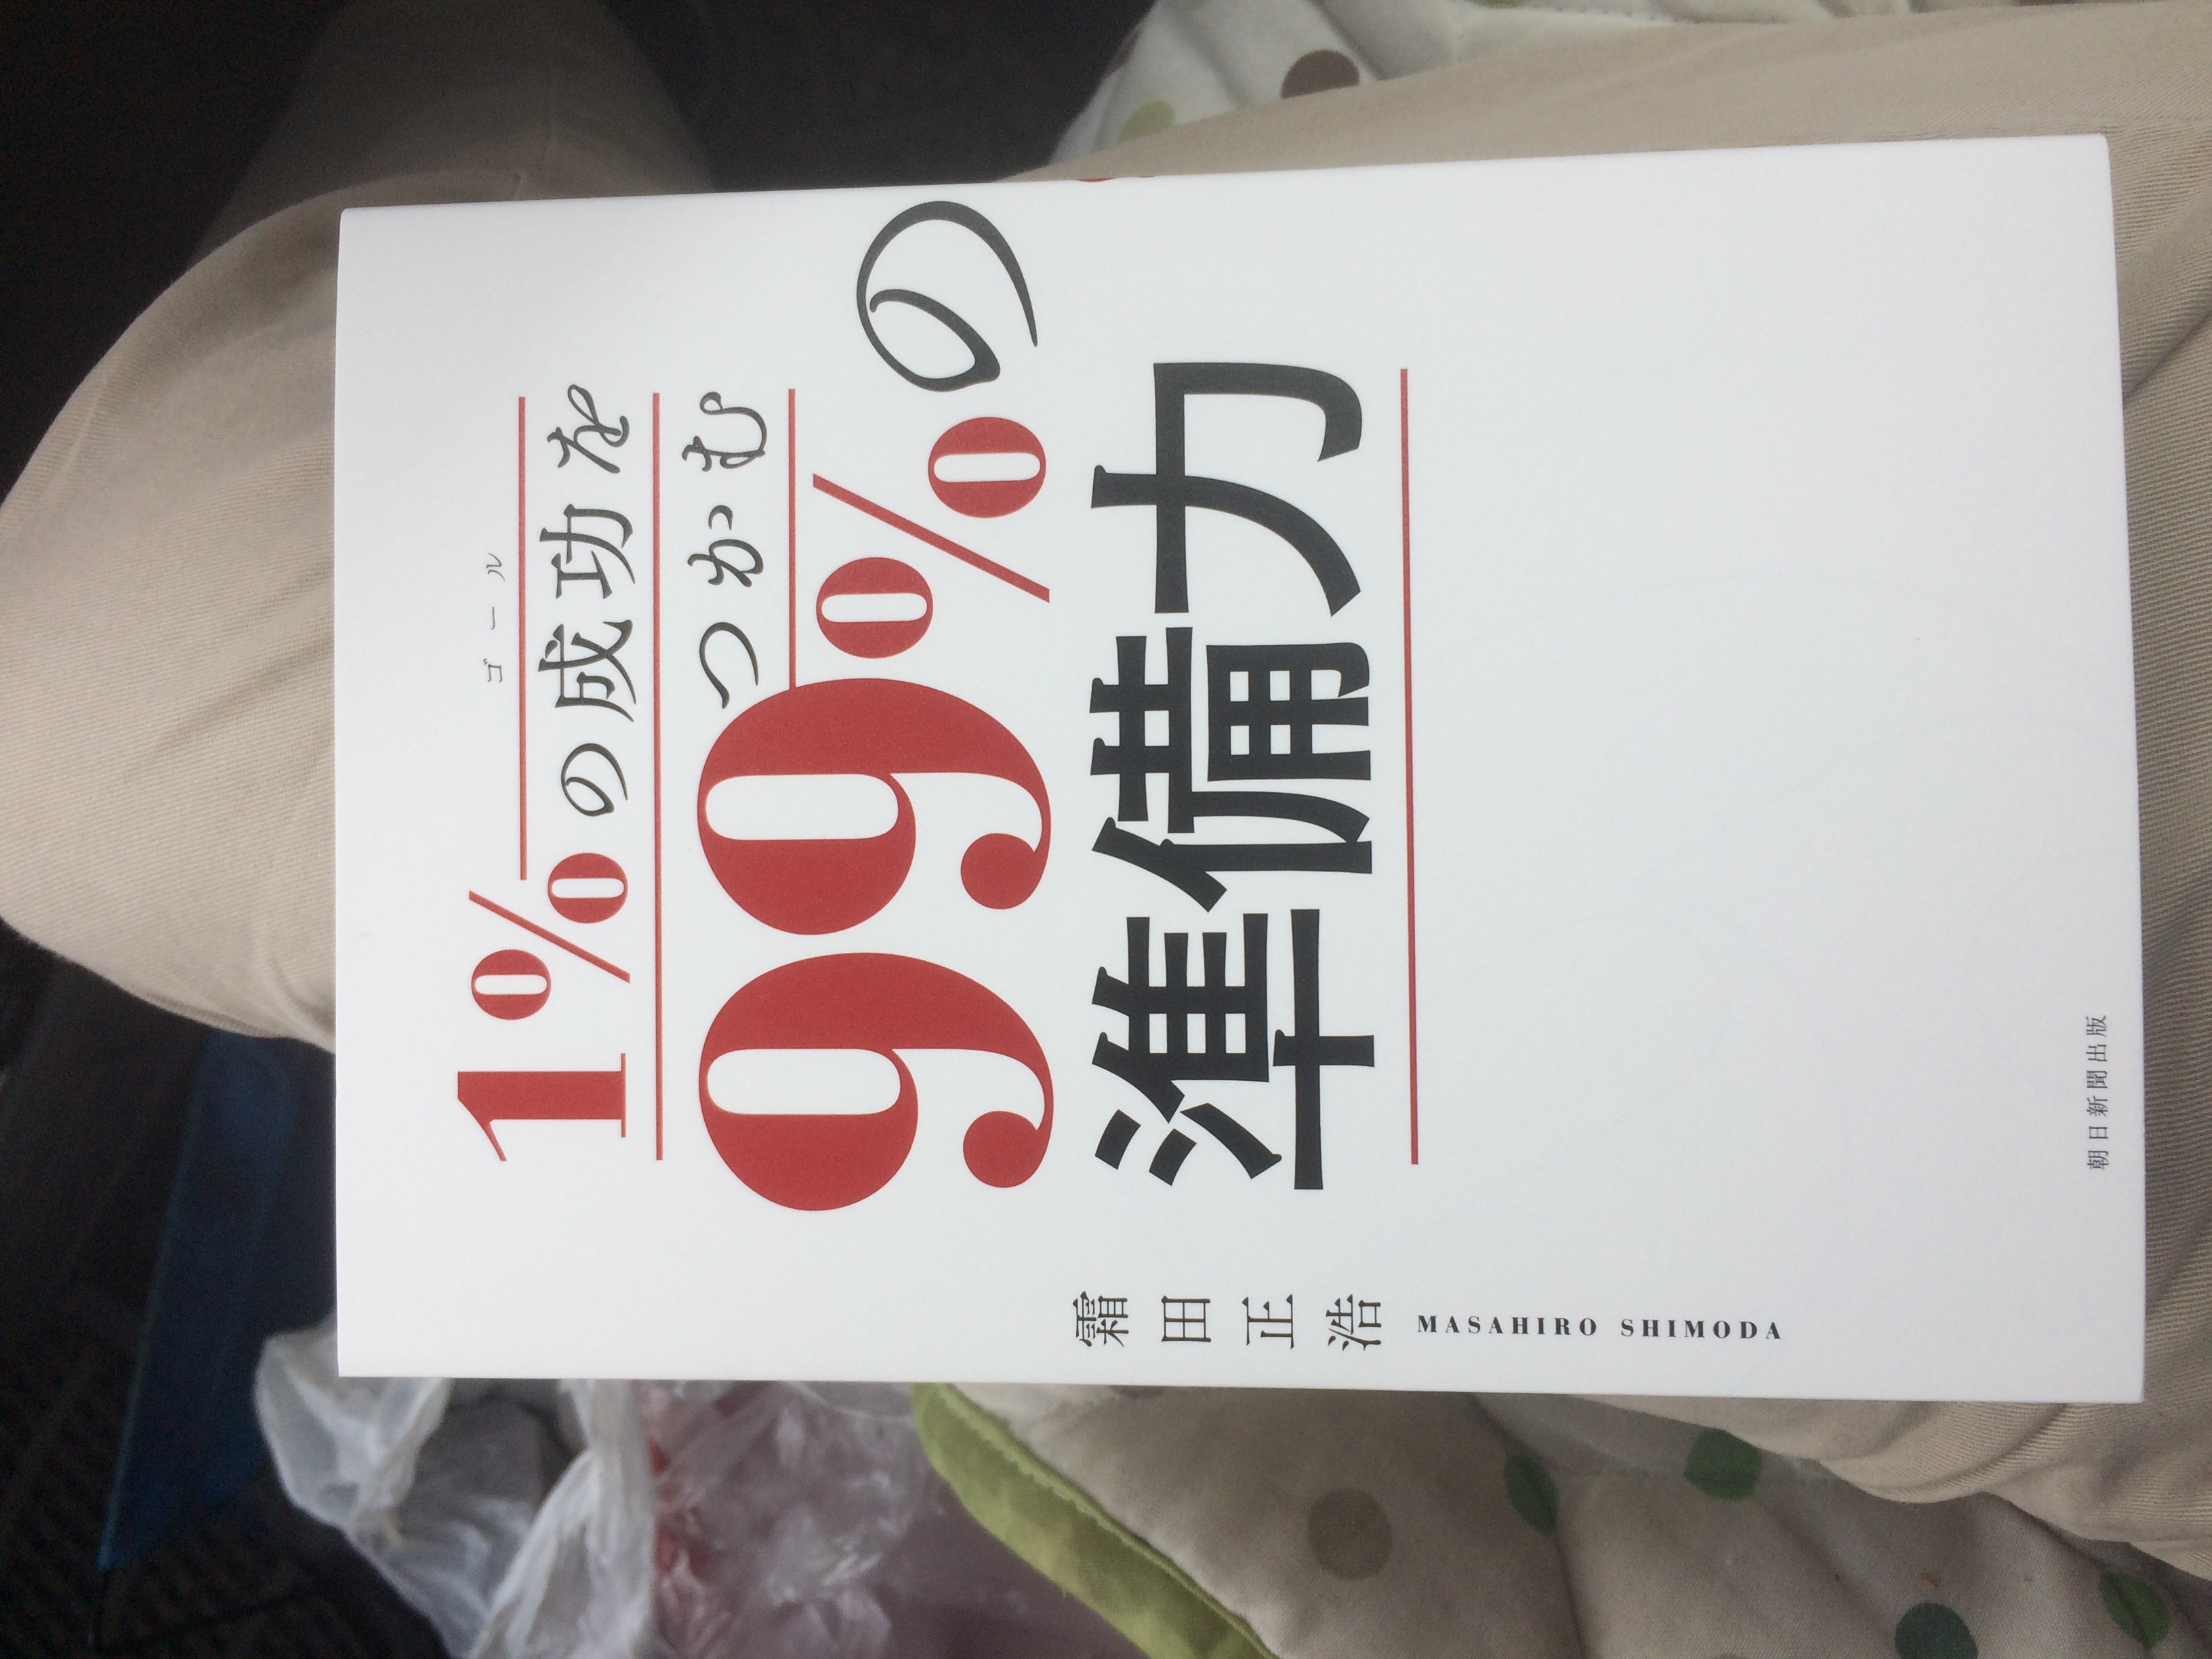 ゴール
1%の成功を
つかむ
99%の
準備力
霜田正浩
MASAHIRO SHIMODA
朝日新聞出版